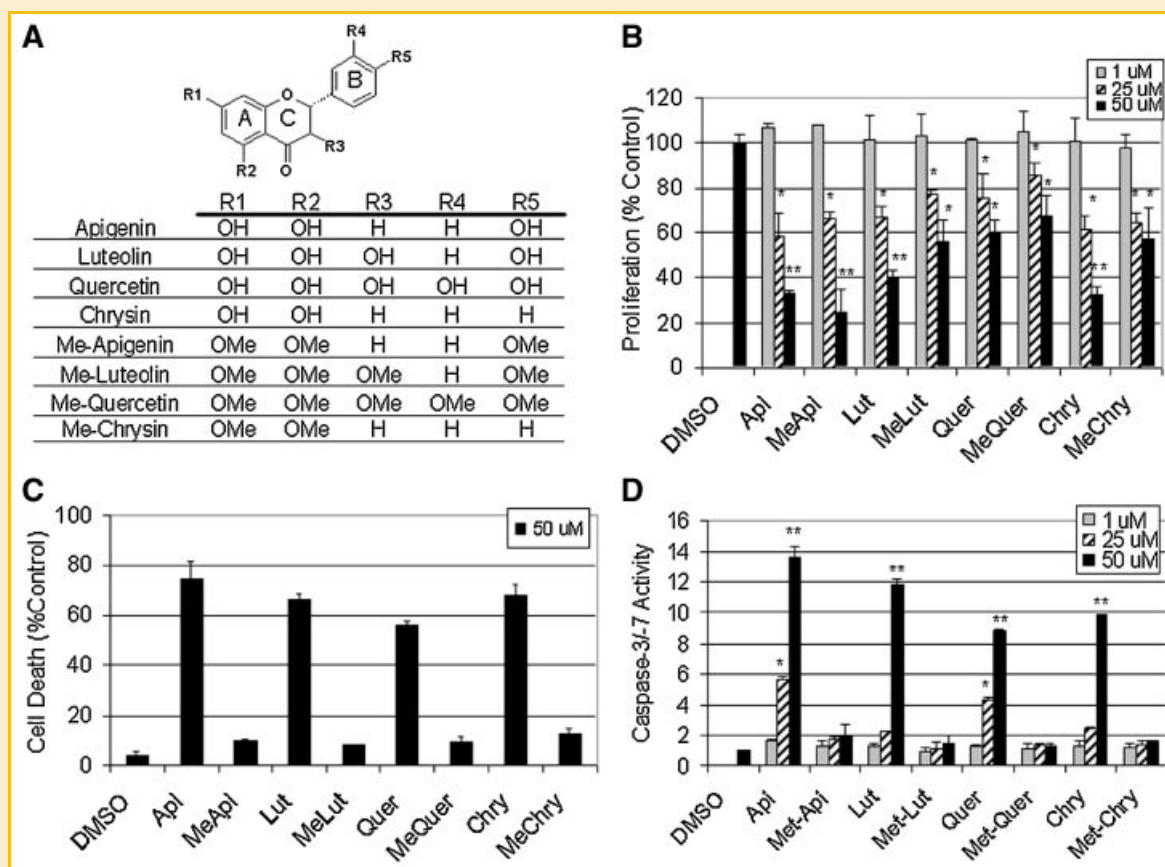 A
R4
R5
B
R1
O
A
C
R3
R2
O
R1 R2 R3 R4 R5
Apigenin OH OH H H OH
Luteolin OH OH OH H OH
Quercetin OH OH OH OH OH
Chrysin OH OH H H H
Me-Apigenin OMe OMe H H OMe
Me-Luteolin OMe OMe OMe H OMe
Me-Quercetin OMe OMe OMe OMe OMe
Me-Chrysin OMe OMe H H H
B
1 uM
25 uM
50 uM
Proliferation (% Control)
120
100
80
60
40
20
0
* ** * ** * ** * * * * * * * ** * *
DMSO Api MeApi Lut MeLut Quer MeQuer Chry MeChry
C
50 uM
Cell Death (%Control)
100
80
60
40
20
0
DMSO Api MeApi Lut MeLut Quer MeQuer Chry MeChry
D
1 uM
25 uM
50 uM
Caspase-3/-7 Activity
16
14
12
10
8
6
4
2
0
* ** ** * ** **
DMSO Api Met-Api Lut Met-Lut Quer Met-Quer Chry Met-Chry